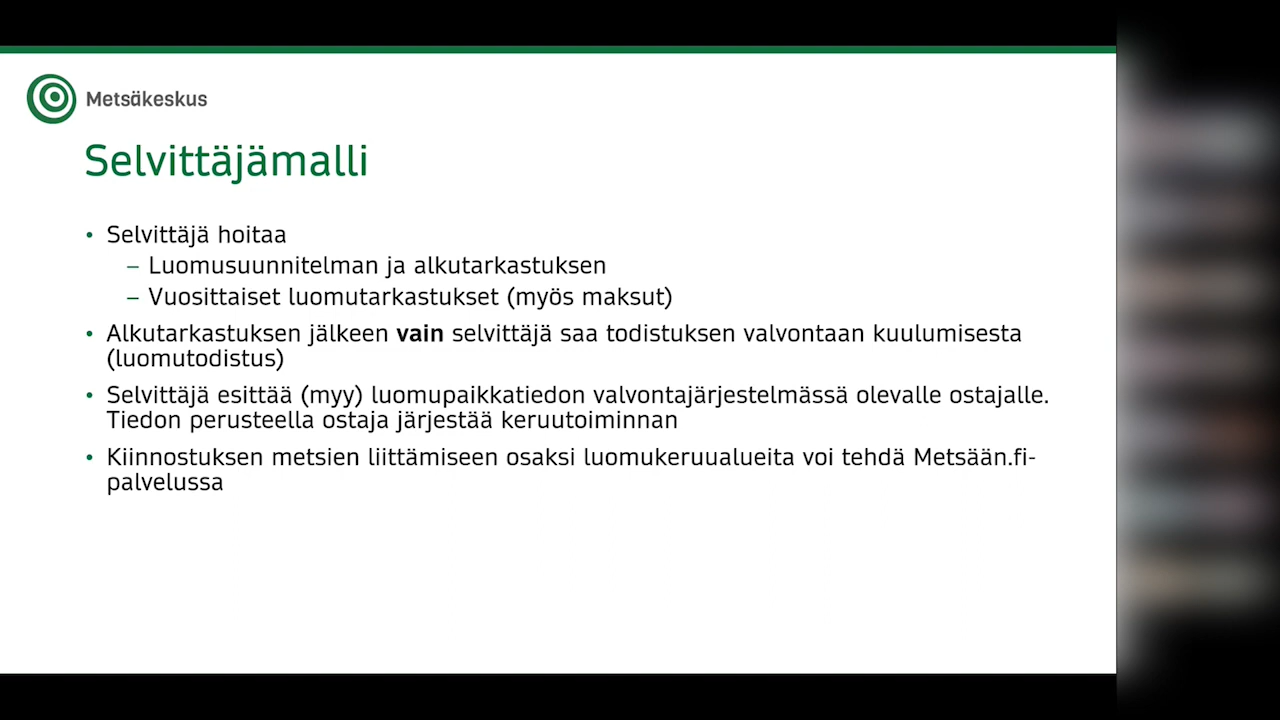 Metsäkeskus
Selvittäjämalli
• Selvittäjä hoitaa
– Luomusuunnitelman ja alkutarkastuksen
– Vuosittaiset luomutarkastukset (myös maksut)
• Alkutarkastuksen jälkeen vain selvittäjä saa todistuksen valvontaan kuulumisesta
(luomutodistus)
• Selvittäjä esittää (myy) luomupaikkatiedon valvontajärjestelmässä olevalle ostajalle.
Tiedon perusteella ostaja järjestää keruutoiminnan
• Kiinnostuksen metsien liittämiseen osaksi luomukeruualueita voi tehdä Metsään.fi-
palvelussa